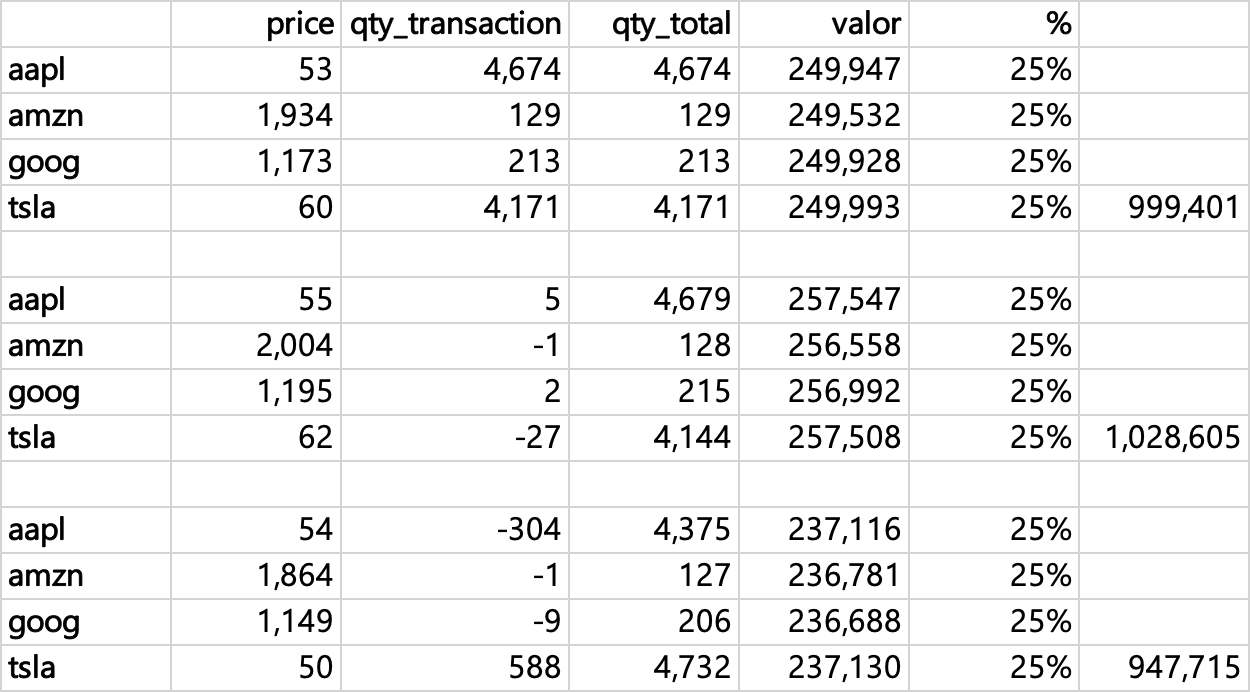 price qty_transaction qty_total valor %
aapl 53 4,674 4,674 249,947 25%
amzn 1,934 129 129 249,532 25%
goog 1,173 213 213 249,928 25%
tsla 60 4,171 4,171 249,993 25% 999,401
aapl 55 5 4,679 257,547 25%
amzn 2,004 -1 128 256,558 25%
goog 1,195 2 215 256,992 25%
tsla 62 -27 4,144 257,508 25% 1,028,605
aapl 54 -304 4,375 237,116 25%
amzn 1,864 -1 127 236,781 25%
goog 1,149 -9 206 236,688 25%
tsla 50 588 4,732 237,130 25% 947,715